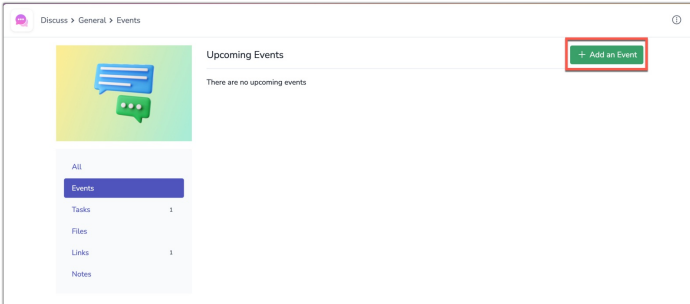 Discuss > General > Events
Upcoming Events
+ Add an Event
There are no upcoming events
All
Events
Tasks 1
Files
Links 1
Notes